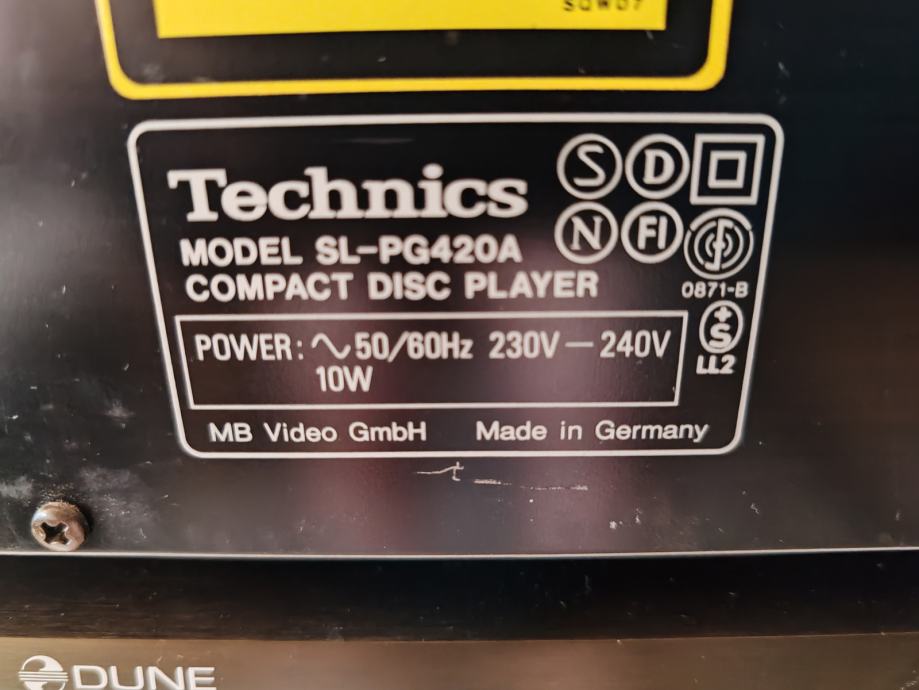 SQW07
Technics
S D
N FI
MODEL SL-PG420A
COMPACT DISC PLAYER
0871-B
+S
LL2
POWER: ∿50/60Hz 230V—240V
10W
MB Video GmbH Made in Germany
DUNE